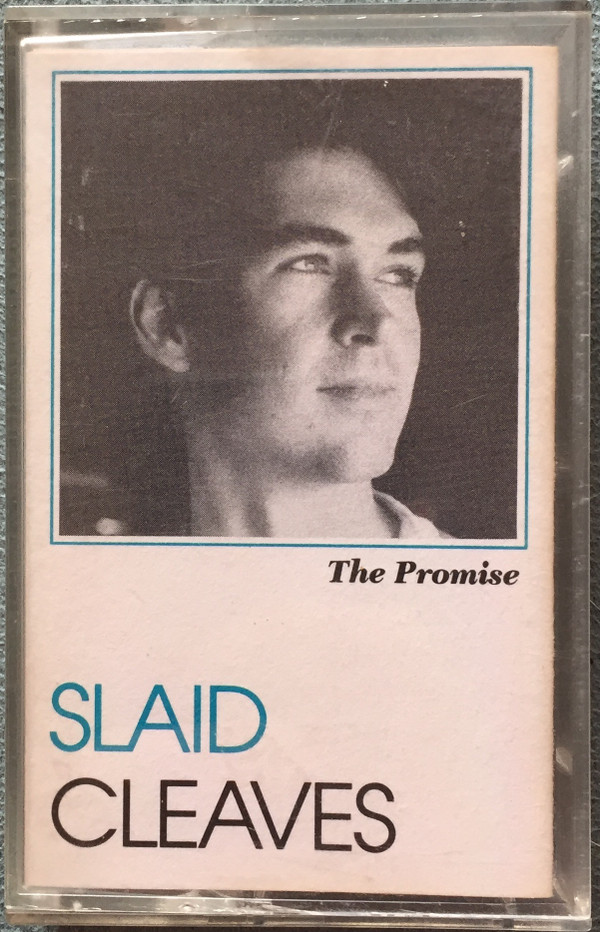 The Promise
SLAID
CLEAVES